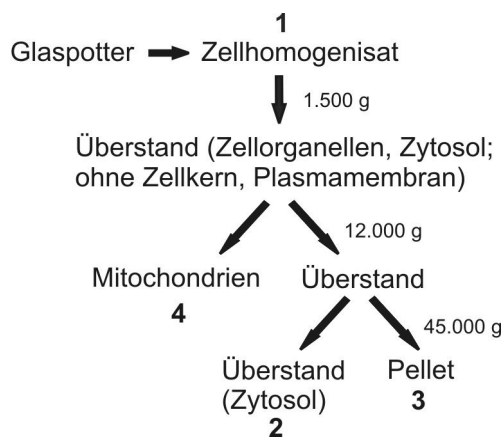 1
Glaspotter Zellhomogenisat
1.500 g
Überstand (Zellorganellen, Zytosol;
ohne Zellkern, Plasmamembran)
12.000 g
Mitochondrien Überstand
4
45.000 g
Überstand Pellet
(Zytosol) 3
2